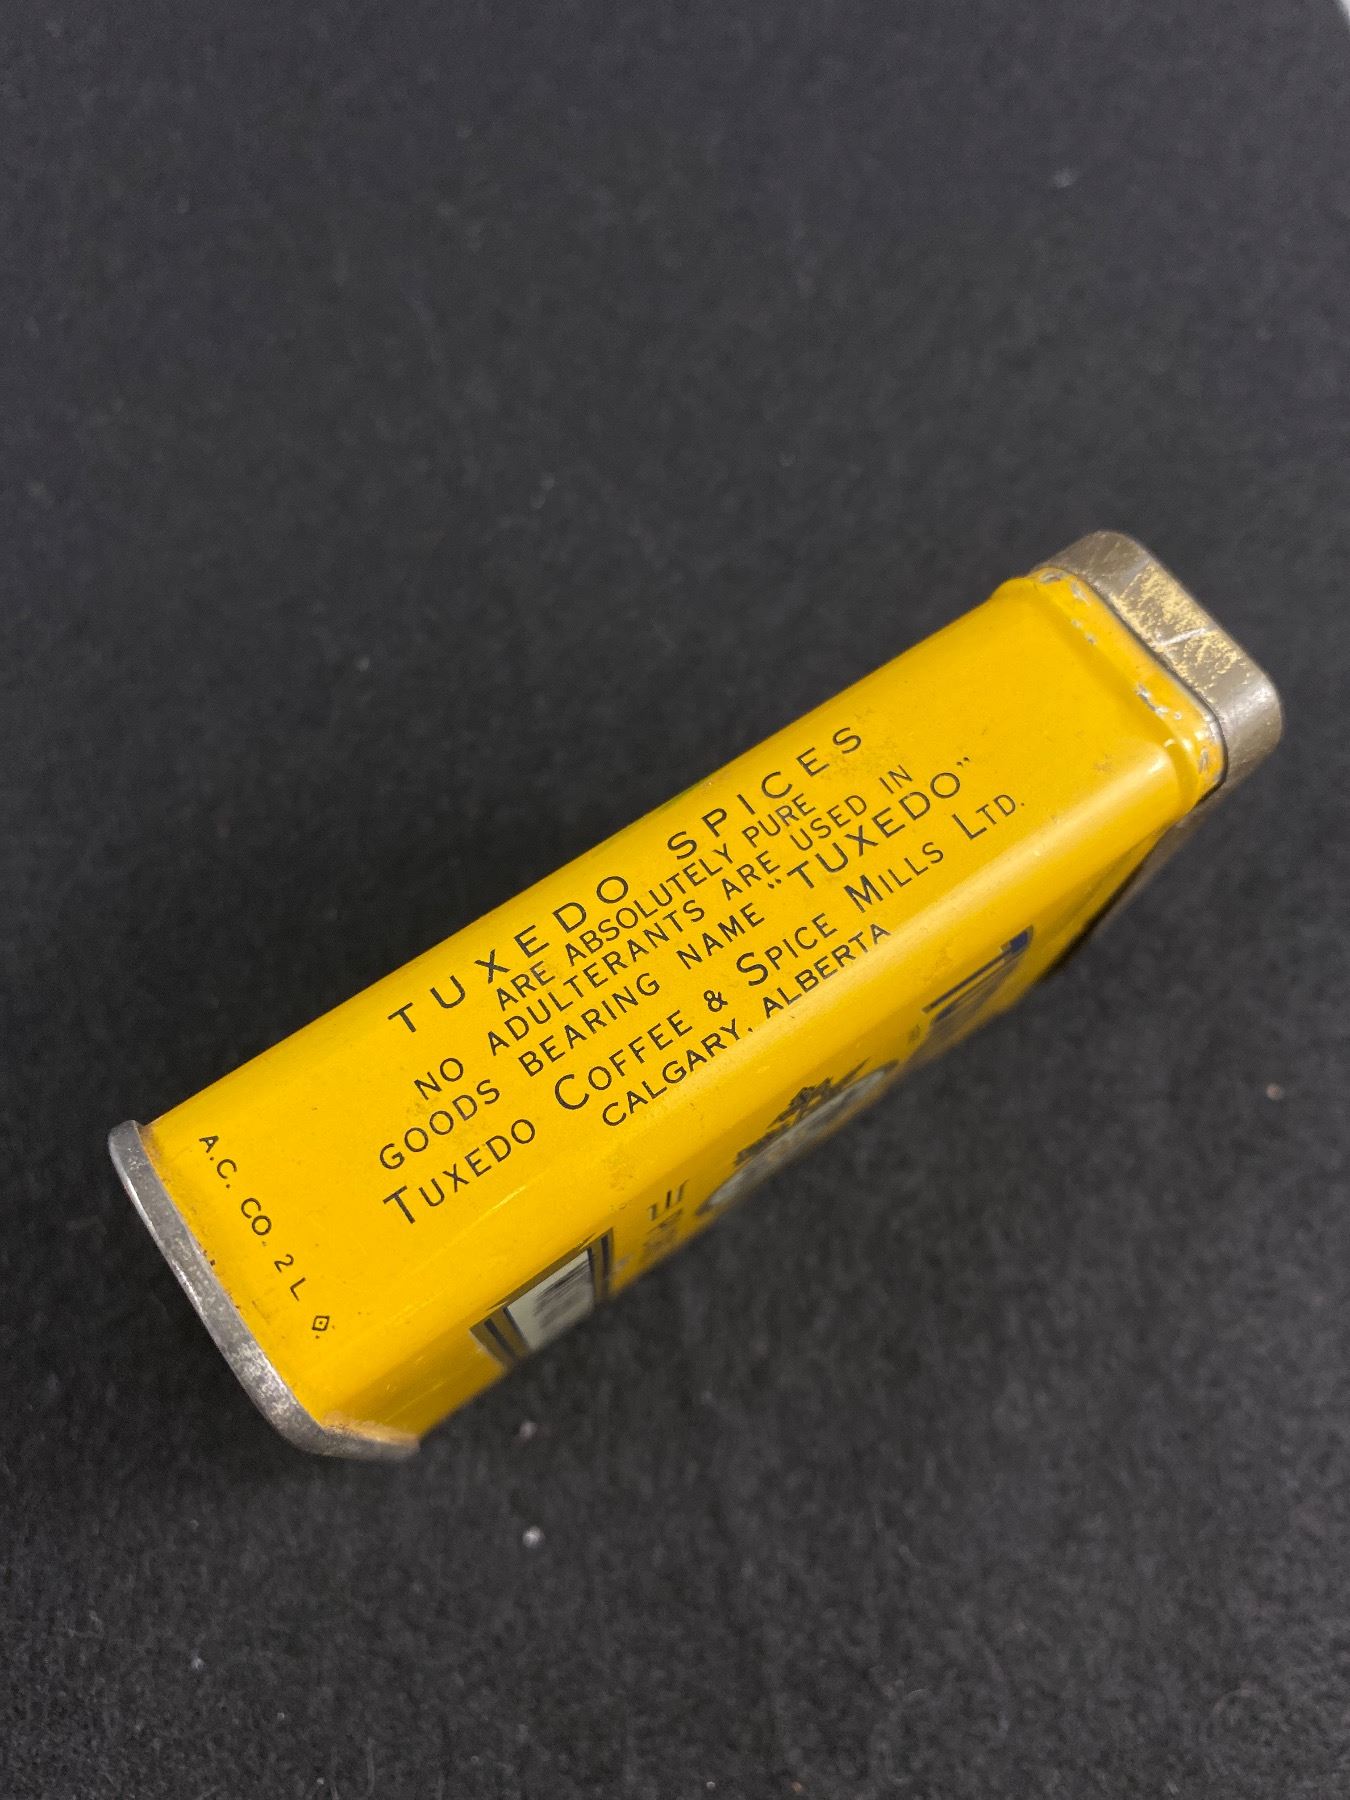 TUXEDO SPICES
ARE ABSOLUTELY PURE
NO ADULTERANTS ARE USED IN
GOODS BEARING NAME "TUXEDO"
TUXEDO COFFEE & SPICE MILLS LTD.
CALGARY, ALBERTA
A.C. CO. 2 L